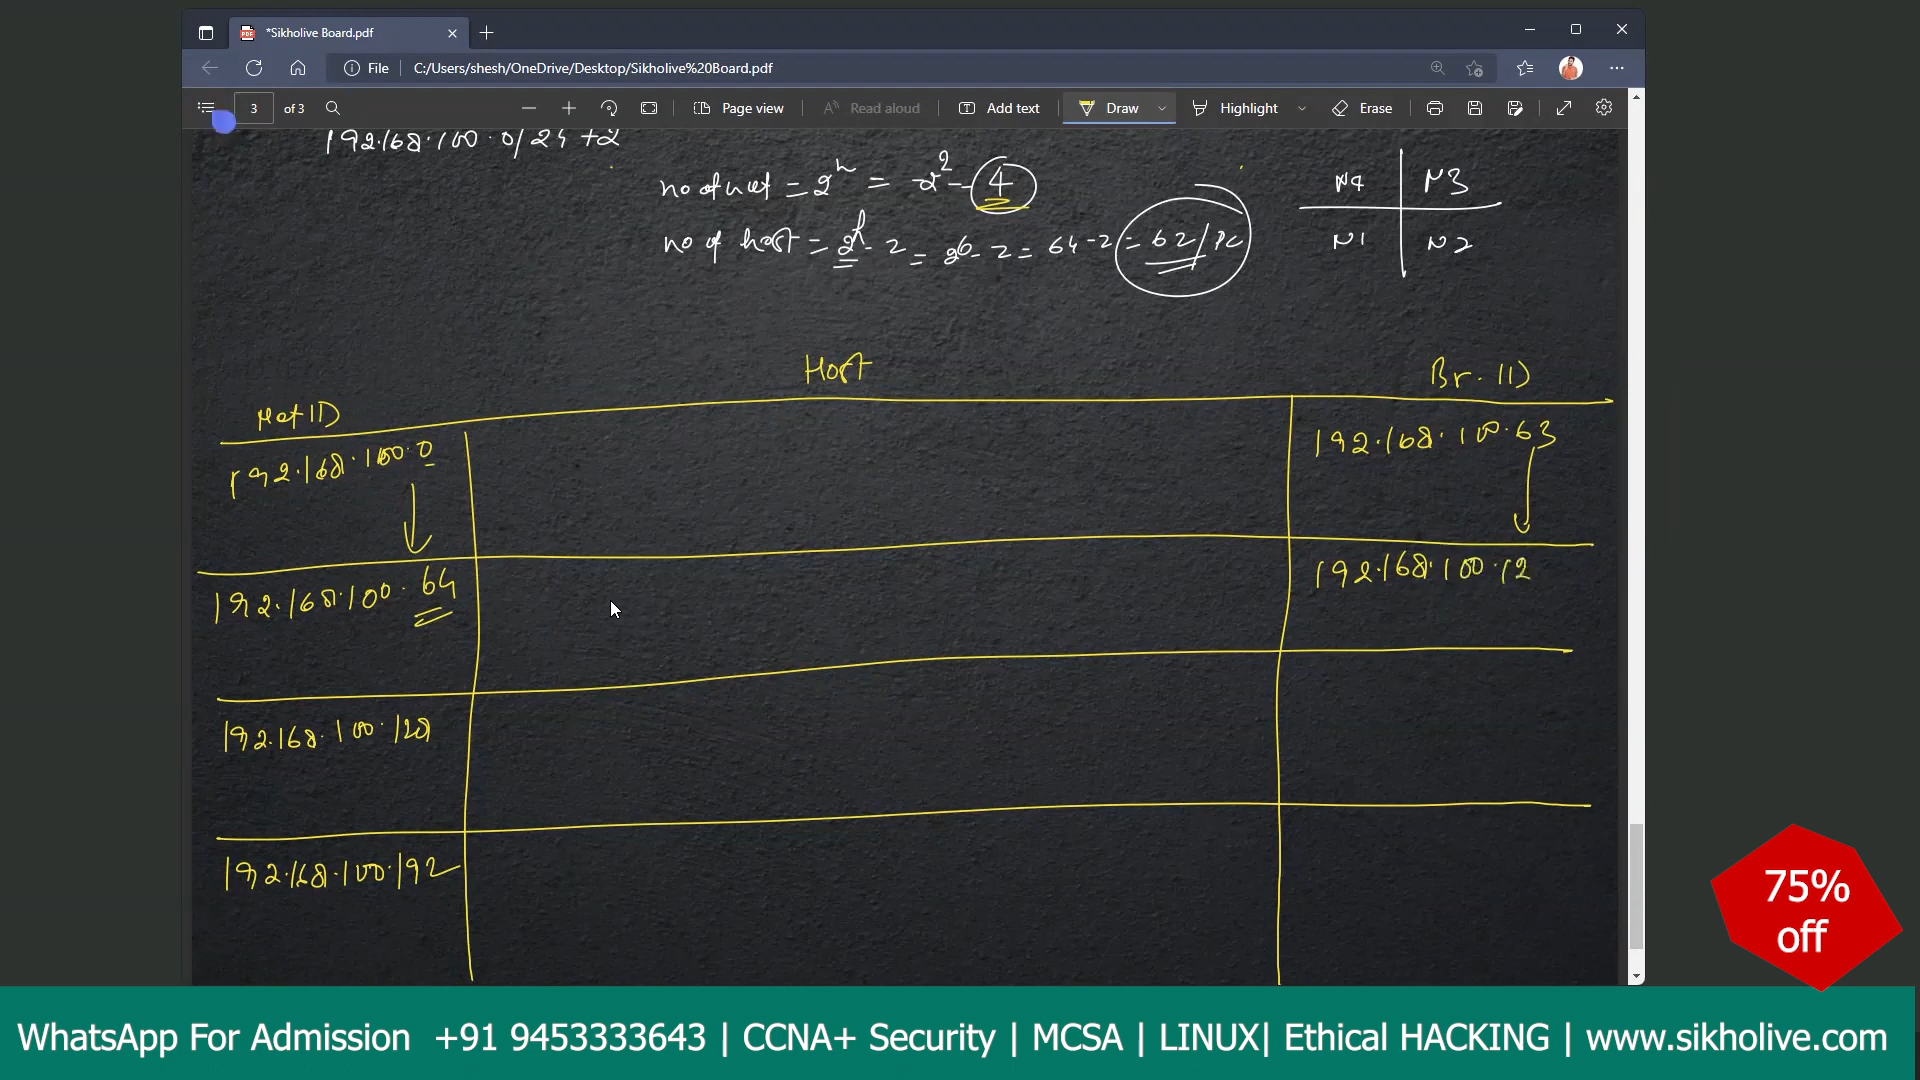 *Sikholive Board.pdf
File C:/Users/shesh/OneDrive/Desktop/Sikholive%20Board.pdf
3 of 3 Page view Read aloud Add text Draw Highlight Erase
192.168.100.0/24+2
no of net = 2^n = 2^2 = 4
no of host = 2^h - 2 = 2^6 - 2 = 64 - 2 = 62/PC
N4 N3
N1 N2
Net ID Host Br. ID
192.168.100.0 192.168.100.63
192.168.100.64 192.168.100.12
192.168.100.128
192.168.100.192
75%
off
WhatsApp For Admission +91 9453333643 | CCNA+ Security | MCSA | LINUX| Ethical HACKING | www.sikholive.com